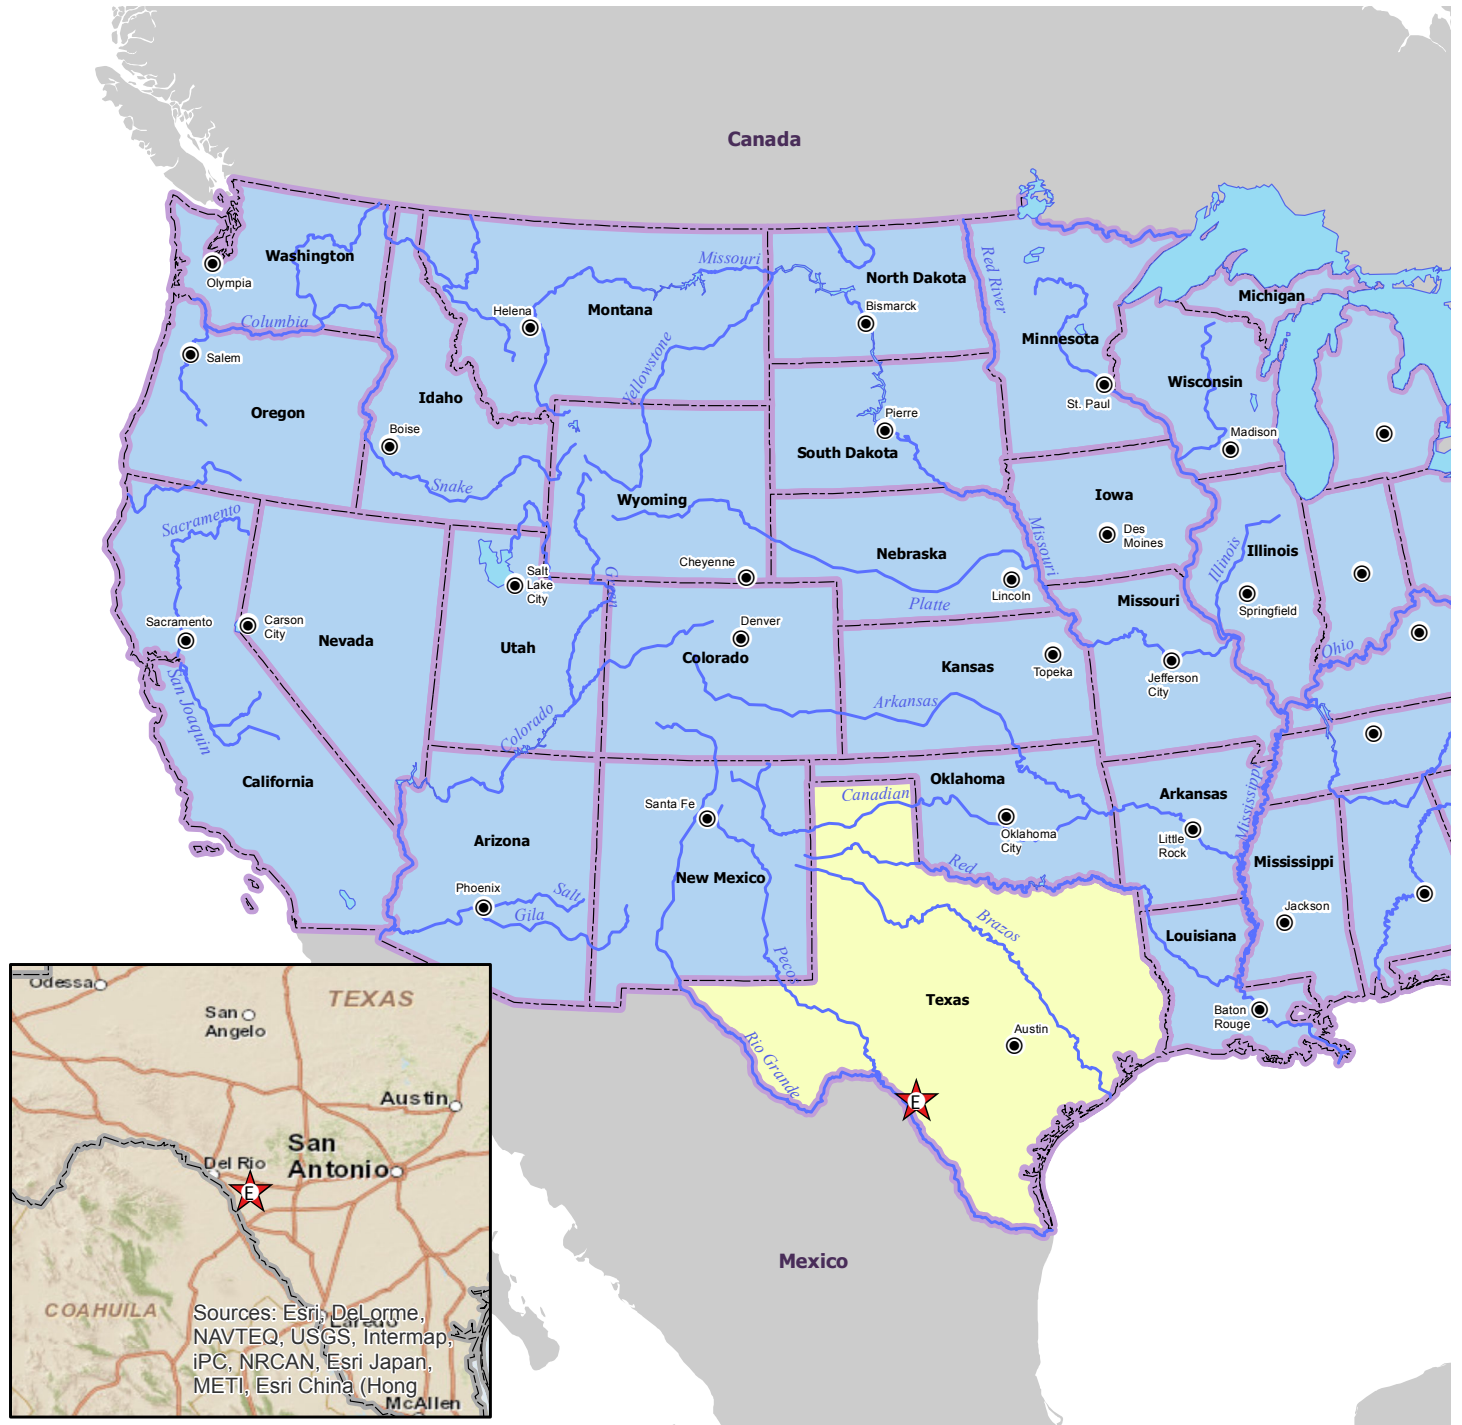 Canada
Washington
Olympia
Columbia
Salem
Oregon
Boise
Idaho
Snake
Helena
Montana
Missouri
Yellowstone
North Dakota
Bismarck
Red River
Minnesota
St. Paul
Michigan
Wisconsin
Madison
Pierre
South Dakota
Wyoming
Cheyenne
Iowa
Des
Moines
Nebraska
Lincoln
Missouri
Platte
Illinois
Illinois
Springfield
Sacramento
Sacramento
Carson
City
Nevada
San Joaquin
California
Salt
Lake
City
Green
Utah
Colorado
Denver
Colorado
Kansas
Topeka
Arkansas
Missouri
Jefferson
City
Ohio
Oklahoma
Canadian
Oklahoma
City
Arkansas
Little
Rock
Mississippi
Mississippi
Jackson
Arizona
Phoenix
Salt
Gila
Santa Fe
New Mexico
Pecos
Red
Brazos
Louisiana
Baton
Rouge
Texas
Austin
Rio Grande
E
Mexico
Odessa
TEXAS
San
Angelo
Austin
San
Antonio
Del Rio
E
COAHUILA
Laredo
McAllen
Sources: Esri, DeLorme,
NAVTEQ, USGS, Intermap,
iPC, NRCAN, Esri Japan,
METI, Esri China (Hong